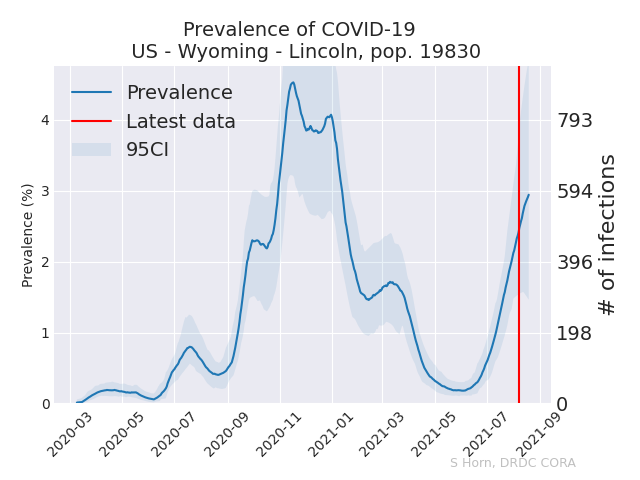 Prevalence of COVID-19
US - Wyoming - Lincoln, pop. 19830
Prevalence
Latest data
95CI
Prevalence (%)
4
3
2
1
0
793
594
396
198
0
# of infections
2020-03
2020-05
2020-07
2020-09
2020-11
2021-01
2021-03
2021-05
2021-07
2021-09
S Horn, DRDC CORA